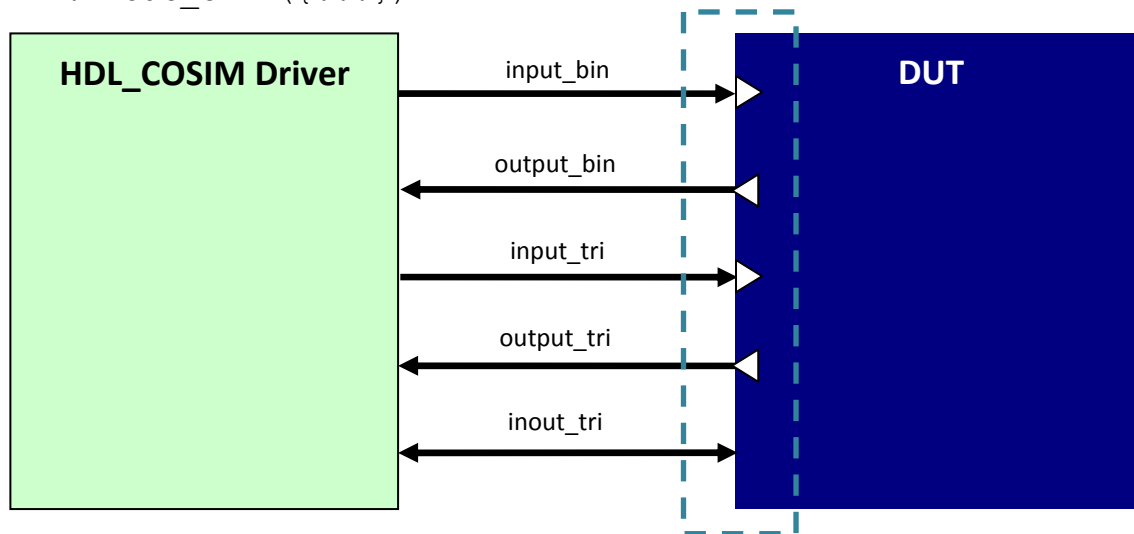 HDL_COSIM Driver
input_bin
DUT
output_bin
input_tri
output_tri
inout_tri